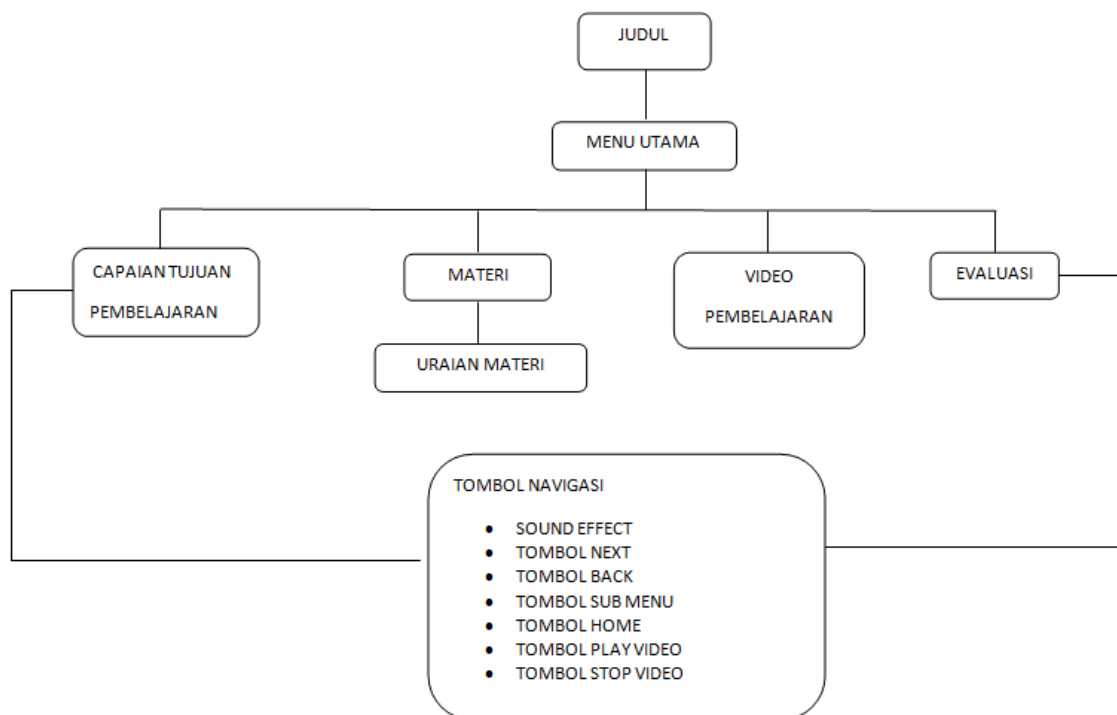 JUDUL
MENU UTAMA
CAPAIAN TUJUAN
PEMBELAJARAN
MATERI
VIDEO
PEMBELAJARAN
EVALUASI
URAIAN MATERI
TOMBOL NAVIGASI
• SOUND EFFECT
• TOMBOL NEXT
• TOMBOL BACK
• TOMBOL SUB MENU
• TOMBOL HOME
• TOMBOL PLAY VIDEO
• TOMBOL STOP VIDEO